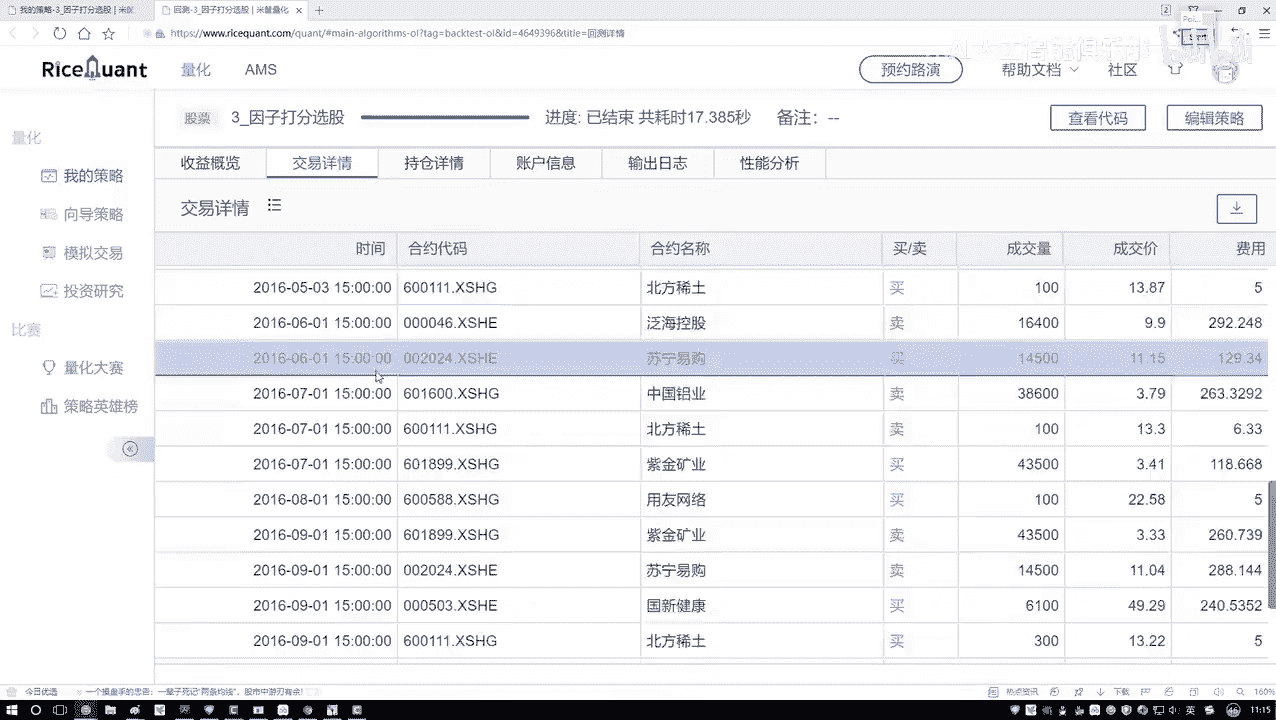 我的策略-3_因子打分选股 | 米筐
回测-3_因子打分选股 | 米筐量化
https://www.ricequant.com/quant/#main-algorithms-ol?tag=backtest-ol&id=4649396&title=回测详情
RiceQuant 量化 AMS 预约路演 帮助文档 社区
股票 3_因子打分选股 进度: 已结束 共耗时17.385秒 备注: -- 查看代码 编辑策略
量化
我的策略
向导策略
模拟交易
投资研究
比赛
量化大赛
策略英雄榜
收益概览 交易详情 持仓详情 账户信息 输出日志 性能分析
交易详情
时间 合约代码 合约名称 买/卖 成交量 成交价 费用
2016-05-03 15:00:00 600111.XSHG 北方稀土 买 100 13.87 5
2016-06-01 15:00:00 000046.XSHE 泛海控股 卖 16400 9.9 292.248
2016-06-01 15:00:00 002024.XSHE 苏宁易购 买 14500 11.15 129.34
2016-07-01 15:00:00 601600.XSHG 中国铝业 卖 38600 3.79 263.3292
2016-07-01 15:00:00 600111.XSHG 北方稀土 卖 100 13.3 6.33
2016-07-01 15:00:00 601899.XSHG 紫金矿业 买 43500 3.41 118.668
2016-08-01 15:00:00 600588.XSHG 用友网络 买 100 22.58 5
2016-09-01 15:00:00 601899.XSHG 紫金矿业 卖 43500 3.33 260.739
2016-09-01 15:00:00 002024.XSHE 苏宁易购 卖 14500 11.04 288.144
2016-09-01 15:00:00 000503.XSHE 国新健康 买 6100 49.29 240.5352
2016-09-01 15:00:00 600111.XSHG 北方稀土 买 300 13.22 5
今日优选 一个操盘手的忠告: 一辈子死记"两条均线", 股市中游刃有余! 热点资讯 下载 160%
11:15